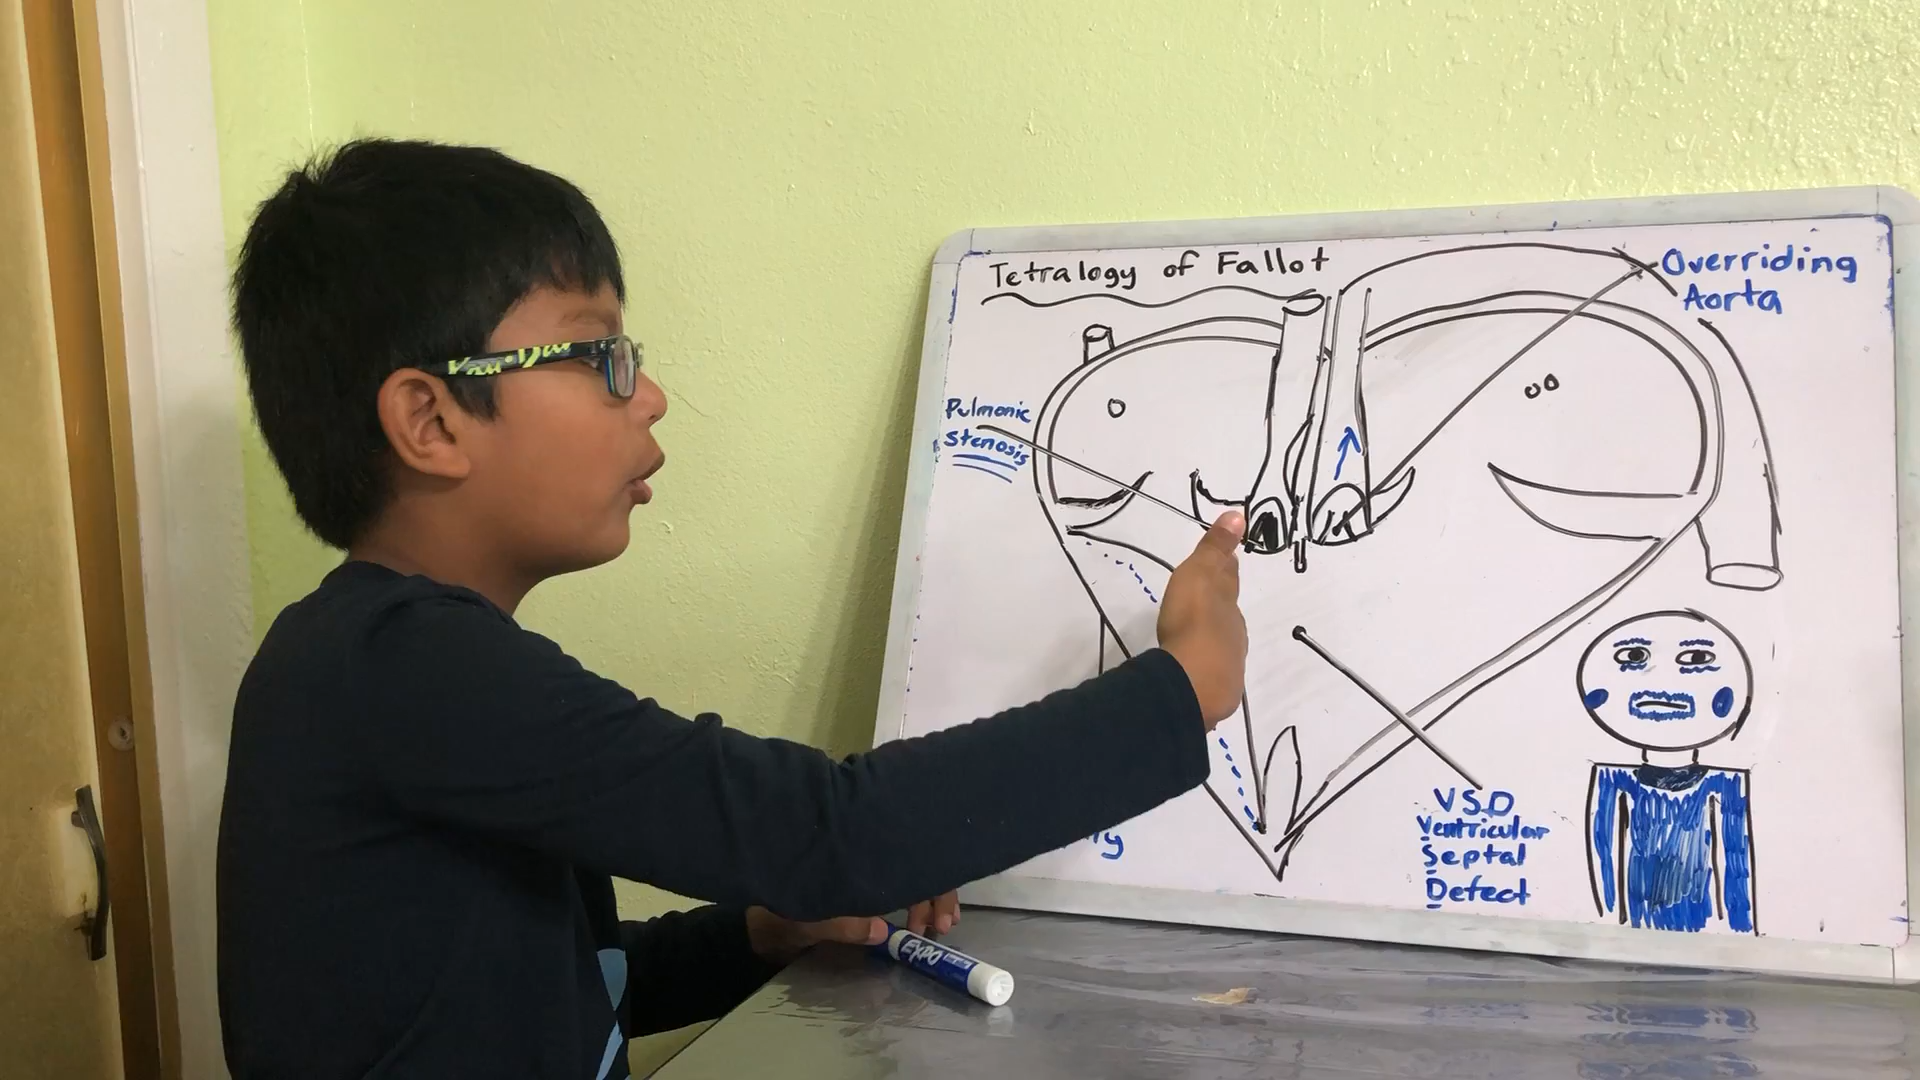 Tetralogy of Fallot
Overriding
Aorta
Pulmonic
Stenosis
VSD
Ventricular
Septal
Defect
EXPO